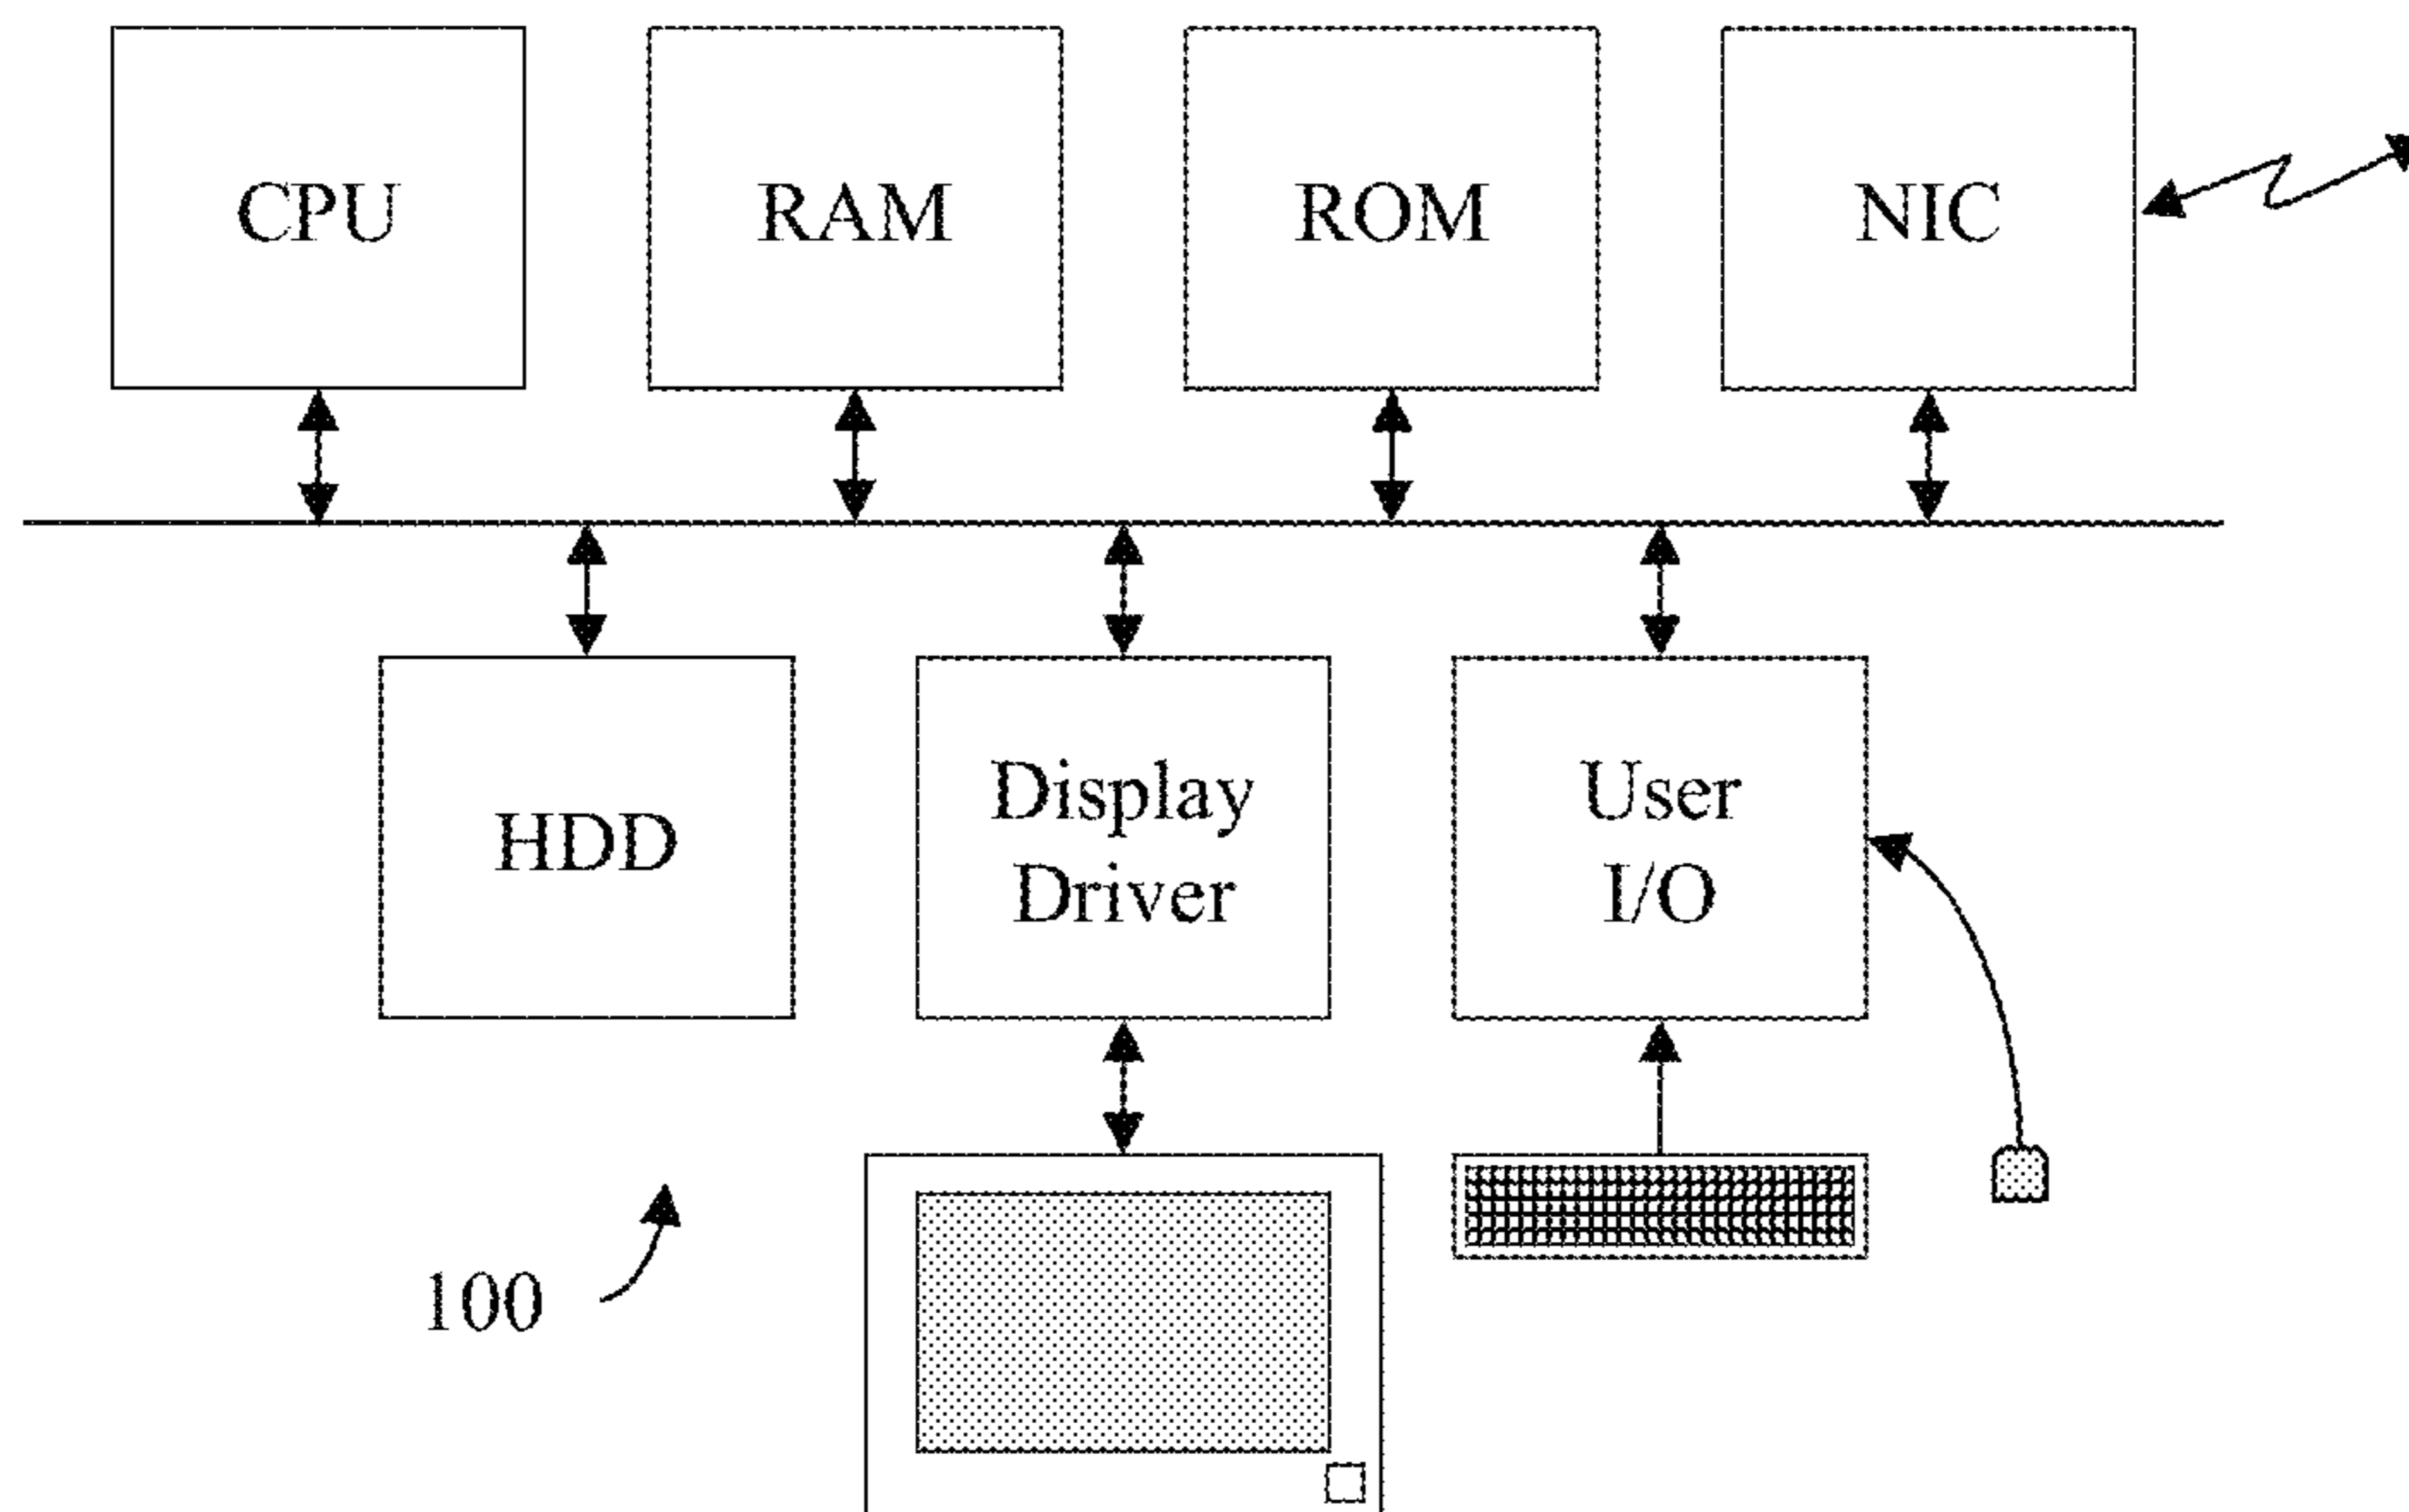 CPU
RAM
ROM
NIC
HDD
Display
Driver
User
I/O
100